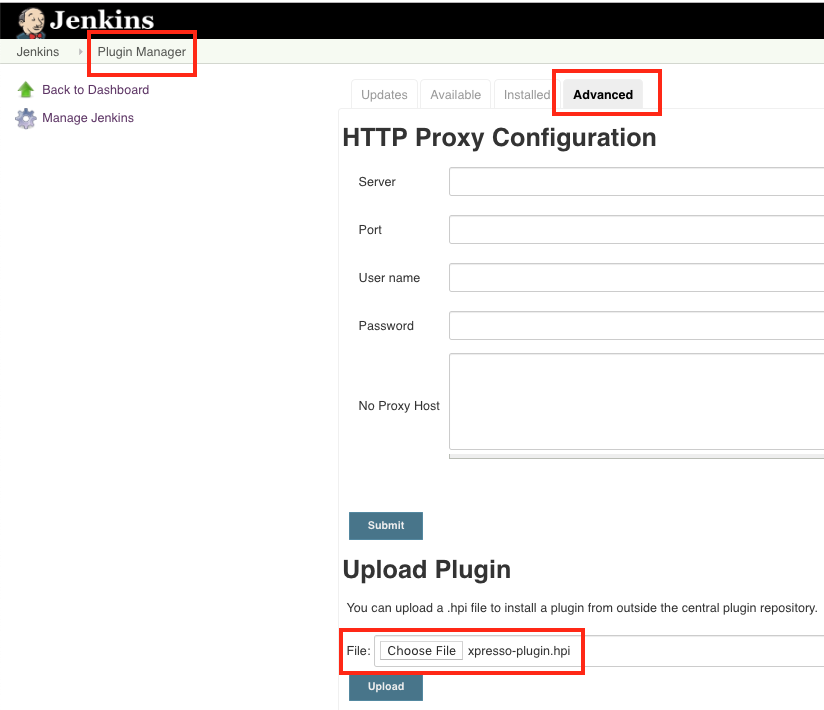 Jenkins
Jenkins Plugin Manager
Back to Dashboard
Manage Jenkins
Updates Available Installed Advanced
HTTP Proxy Configuration
Server
Port
User name
Password
No Proxy Host
Submit
Upload Plugin
You can upload a .hpi file to install a plugin from outside the central plugin repository.
File: Choose File xpresso-plugin.hpi
Upload